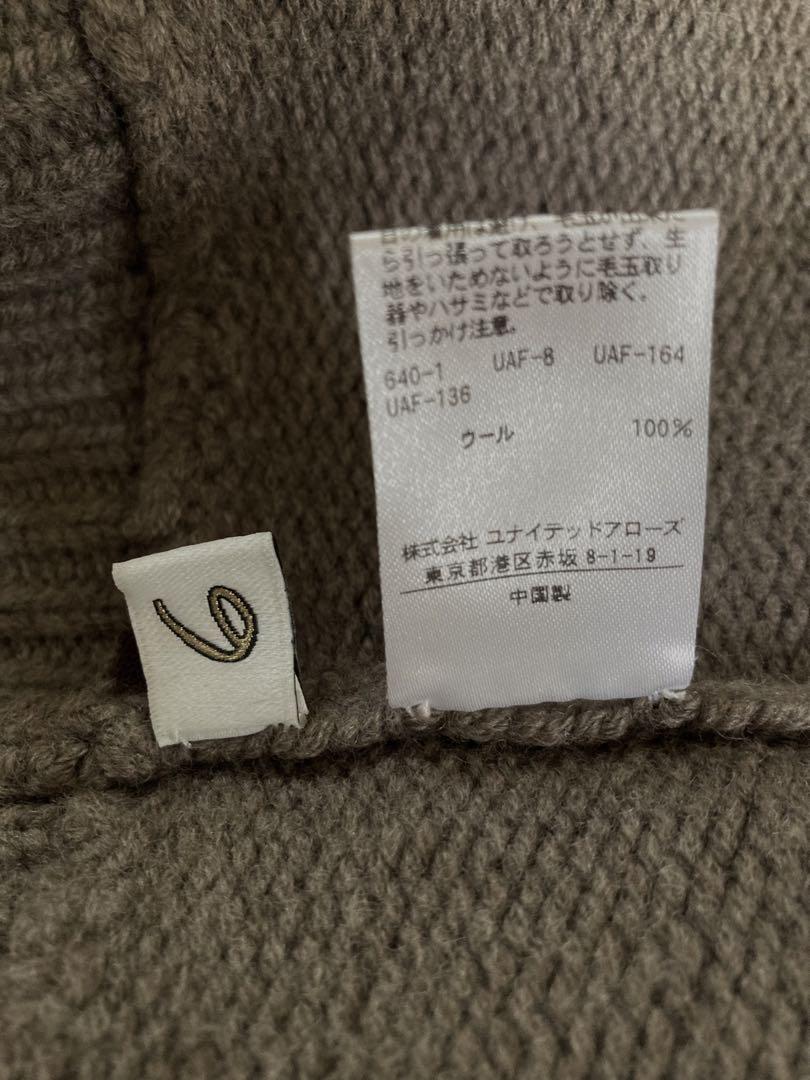 ら引っ張って取ろうとせず、生
地をいためないように毛玉取り
器やハサミなどで取り除く。
引っかけ注意.
640-1 UAF-8 UAF-164
UAF-136
ウール 100%
株式会社 ユナイテッドアローズ
東京都港区赤坂 8-1-19
中国製